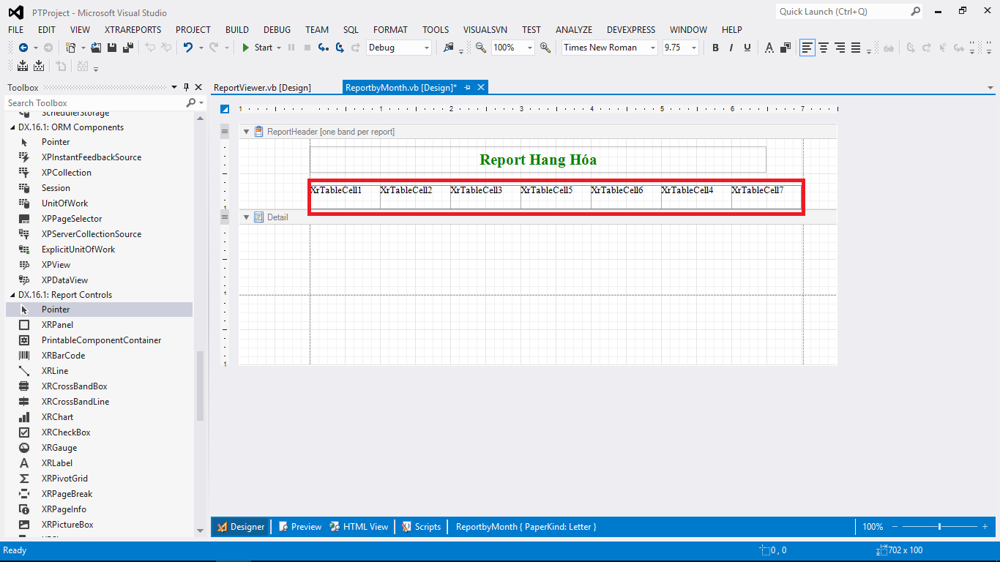 PTProject - Microsoft Visual Studio
Quick Launch (Ctrl+Q)
FILE EDIT VIEW XTRAREPORTS PROJECT BUILD DEBUG TEAM SQL FORMAT TOOLS VISUALSVN TEST ANALYZE DEVEXPRESS WINDOW HELP
Start Debug 100% Times New Roman 9.75 B I U A
Toolbox
ReportViewer.vb [Design] ReportbyMonth.vb [Design]*
Search Toolbox
SchedulerStorage
DX.16.1: ORM Components
Pointer
XPInstantFeedbackSource
XPCollection
Session
UnitOfWork
XPPageSelector
XPServerCollectionSource
ExplicitUnitOfWork
XPView
XPDataView
DX.16.1: Report Controls
Pointer
XRPanel
PrintableComponentContainer
XRBarCode
XRLine
XRCrossBandBox
XRCrossBandLine
XRChart
XRCheckBox
XRGauge
XRLabel
XRPivotGrid
XRPageBreak
XRPageInfo
XRPictureBox
1 1 2 3 4 5 6 7
ReportHeader [one band per report]
Report Hang Hóa
XrTableCell1 XrTableCell2 XrTableCell3 XrTableCell5 XrTableCell6 XrTableCell4 XrTableCell7
1
Detail
1
1
Designer Preview HTML View Scripts ReportbyMonth { PaperKind: Letter } 100%
Ready 0 , 0 702 x 100